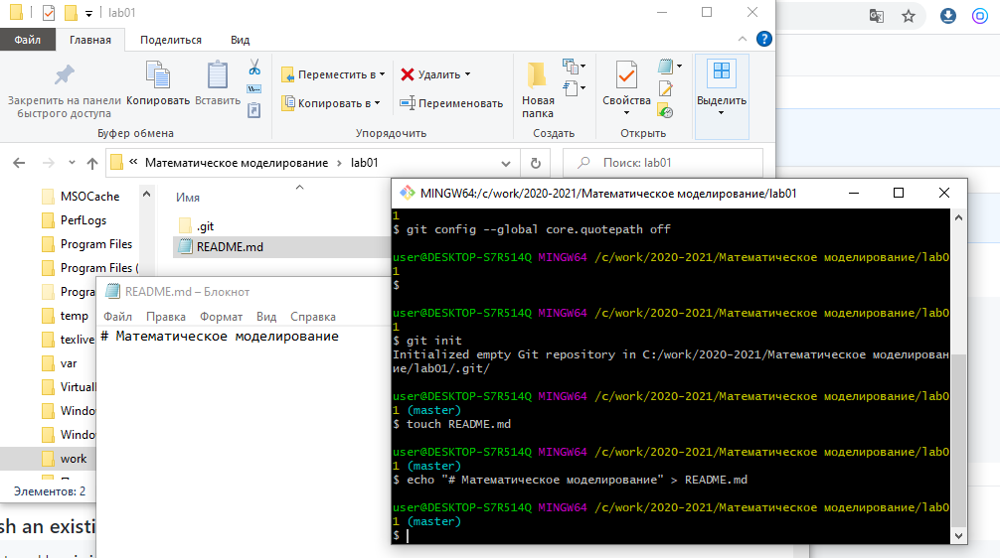 lab01
Файл
Главная
Поделиться
Вид
Закрепить на панели быстрого доступа
Копировать
Вставить
Буфер обмена
Переместить в
Копировать в
Удалить
Переименовать
Упорядочить
Новая папка
Создать
Свойства
Открыть
Выделить
Математическое моделирование
lab01
Поиск: lab01
MSOCache
PerfLogs
Program Files
Program Files (
Progra
temp
texlive
var
Virtual
Windo
Windo
work
Имя
.git
README.md
Элементов: 2
sh an existi
README.md – Блокнот
Файл Правка Формат Вид Справка
# Математическое моделирование
MINGW64:/c/work/2020-2021/Математическое моделирование/lab01
1
$ git config --global core.quotepath off
user@DESKTOP-S7R514Q MINGW64 /c/work/2020-2021/Математическое моделирование/lab0
1
$
user@DESKTOP-S7R514Q MINGW64 /c/work/2020-2021/Математическое моделирование/lab0
1
$ git init
Initialized empty Git repository in C:/work/2020-2021/Математическое моделирован
ие/lab01/.git/
user@DESKTOP-S7R514Q MINGW64 /c/work/2020-2021/Математическое моделирование/lab0
1 (master)
$ touch README.md
user@DESKTOP-S7R514Q MINGW64 /c/work/2020-2021/Математическое моделирование/lab0
1 (master)
$ echo "# Математическое моделирование" > README.md
user@DESKTOP-S7R514Q MINGW64 /c/work/2020-2021/Математическое моделирование/lab0
1 (master)
$